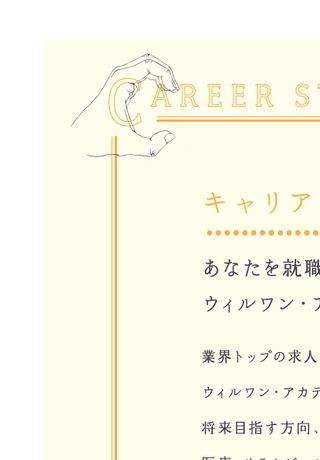 CAREER S
キャリア
あなたを就職
ウィルワン・ア
業界トップの求人
ウィルワン・アカデ
将来目指す方向、